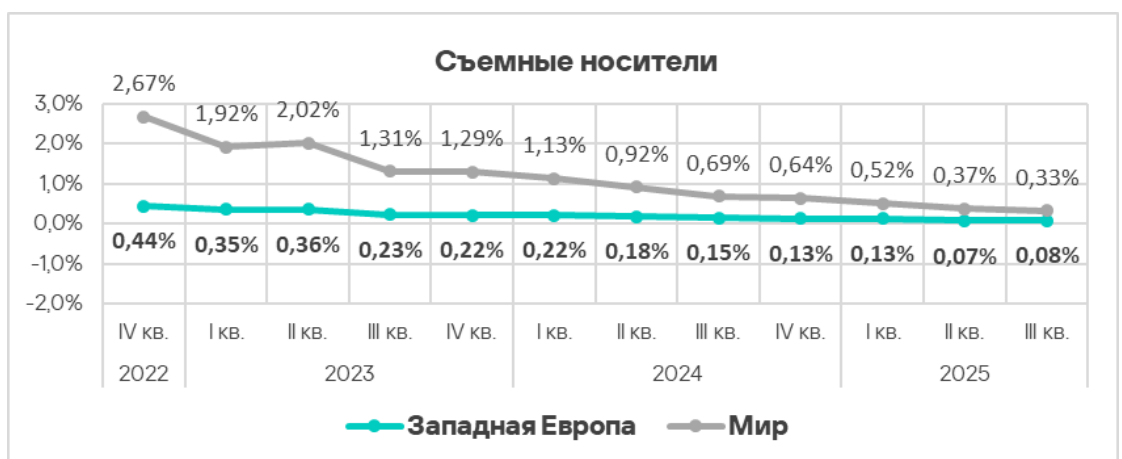 Съемные носители
2,67%
1,92% 2,02% 1,31% 1,29% 1,13% 0,92% 0,69% 0,64% 0,52% 0,37% 0,33%
3,0%
2,0%
1,0%
0,0%
-1,0%
-2,0%
0,44% 0,35% 0,36% 0,23% 0,22% 0,22% 0,18% 0,15% 0,13% 0,13% 0,07% 0,08%
IV кв. I кв. II кв. III кв. IV кв. I кв. II кв. III кв. IV кв. I кв. II кв. III кв.
2022 2023 2024 2025
Западная Европа Мир